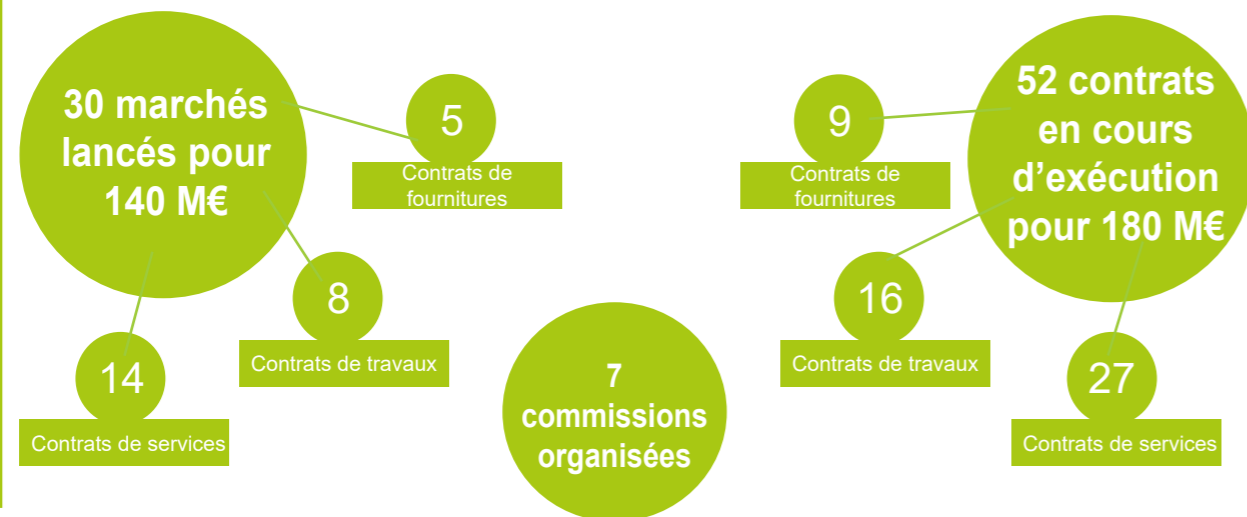 30 marchés
lancés pour
140 M€
5
Contrats de
fournitures
8
Contrats de travaux
14
Contrats de services
7
commissions
organisées
52 contrats
en cours
d’exécution
pour 180 M€
9
Contrats de
fournitures
16
Contrats de travaux
27
Contrats de services